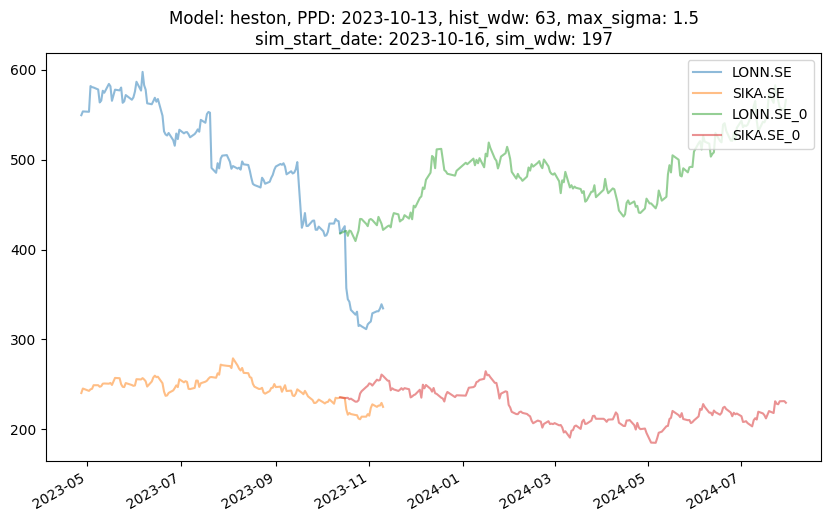 Model: heston, PPD: 2023-10-13, hist_wdw: 63, max_sigma: 1.5
sim_start_date: 2023-10-16, sim_wdw: 197
LONN.SE
SIKA.SE
LONN.SE_0
SIKA.SE_0
600
500
400
300
200
2023-05
2023-07
2023-09
2023-11
2024-01
2024-03
2024-05
2024-07